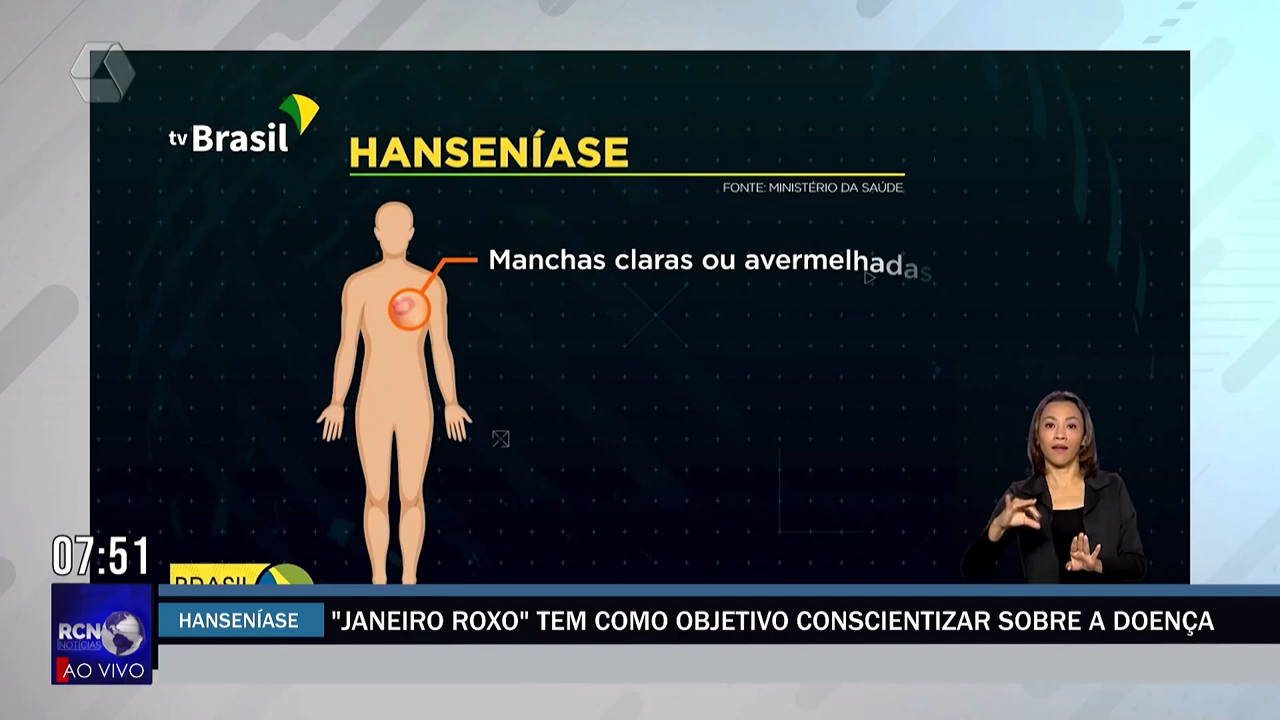 tv Brasil
HANSENÍASE
FONTE: MINISTÉRIO DA SAÚDE
Manchas claras ou avermelhadas
07:51
BRASIL
HANSENÍASE
"JANEIRO ROXO" TEM COMO OBJETIVO CONSCIENTIZAR SOBRE A DOENÇA
RCN
NOTÍCIAS
AO VIVO